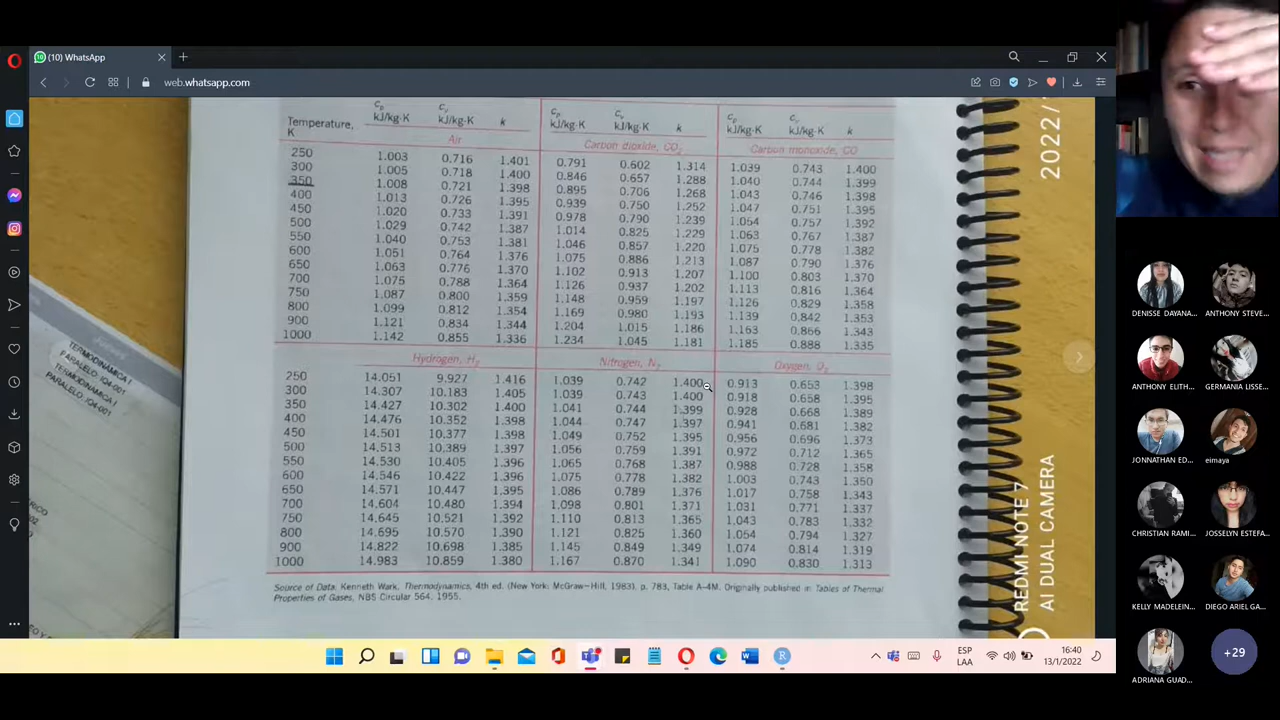 (10) WhatsApp
web.whatsapp.com
Temperature, K cp kJ/kg·K cv kJ/kg·K k cp kJ/kg·K cv kJ/kg·K k cp kJ/kg·K cv kJ/kg·K k
Air Carbon dioxide, CO2 Carbon monoxide, CO
250 1.003 0.716 1.401 0.791 0.602 1.314 1.039 0.743 1.400
300 1.005 0.718 1.400 0.846 0.657 1.288 1.040 0.744 1.399
350 1.008 0.721 1.398 0.895 0.706 1.268 1.043 0.746 1.398
400 1.013 0.726 1.395 0.939 0.750 1.252 1.047 0.751 1.395
450 1.020 0.733 1.391 0.978 0.790 1.239 1.054 0.757 1.392
500 1.029 0.742 1.387 1.014 0.825 1.229 1.063 0.767 1.387
550 1.040 0.753 1.381 1.046 0.857 1.220 1.075 0.778 1.382
600 1.051 0.764 1.376 1.075 0.886 1.213 1.087 0.790 1.376
650 1.063 0.776 1.370 1.102 0.913 1.207 1.100 0.803 1.370
700 1.075 0.788 1.364 1.126 0.937 1.202 1.113 0.816 1.364
750 1.087 0.800 1.359 1.148 0.959 1.197 1.126 0.829 1.358
800 1.099 0.812 1.354 1.169 0.980 1.193 1.139 0.842 1.353
900 1.121 0.834 1.344 1.204 1.015 1.186 1.163 0.866 1.343
1000 1.142 0.855 1.336 1.234 1.045 1.181 1.185 0.888 1.335
Hydrogen, H2 Nitrogen, N2 Oxygen, O2
250 14.051 9.927 1.416 1.039 0.742 1.400 0.913 0.653 1.398
300 14.307 10.183 1.405 1.039 0.743 1.400 0.918 0.658 1.395
350 14.427 10.302 1.400 1.041 0.744 1.399 0.928 0.668 1.389
400 14.476 10.352 1.398 1.044 0.747 1.397 0.941 0.681 1.382
450 14.501 10.377 1.398 1.049 0.752 1.395 0.956 0.696 1.373
500 14.513 10.389 1.397 1.056 0.759 1.391 0.972 0.712 1.365
550 14.530 10.405 1.396 1.065 0.768 1.387 0.988 0.728 1.358
600 14.546 10.422 1.396 1.075 0.778 1.382 1.003 0.743 1.350
650 14.571 10.447 1.395 1.086 0.789 1.376 1.017 0.758 1.343
700 14.604 10.480 1.394 1.098 0.801 1.371 1.031 0.771 1.337
750 14.645 10.521 1.392 1.110 0.813 1.365 1.043 0.783 1.332
800 14.695 10.570 1.390 1.121 0.825 1.360 1.054 0.794 1.327
900 14.822 10.698 1.385 1.145 0.849 1.349 1.074 0.814 1.319
1000 14.983 10.859 1.380 1.167 0.870 1.341 1.090 0.830 1.313
Source of Data. Kenneth Wark, Thermodynamics, 4th ed. (New York: McGraw-Hill, 1983), p. 783, Table A-4M. Originally published in Tables of Thermal
Properties of Gases, NBS Circular 564, 1955.
TERMODINAMICA I
PARALELO: IQ4-001
TERMODINAMICA I
PARALELO: IQ4-001
2022/
REDMI NOTE 7
AI DUAL CAMERA
DENISSE DAYANA...
ANTHONY STEVE...
ANTHONY ELITH...
GERMANIA LISSE...
JONNATHAN ED...
eimaya
CHRISTIAN RAMI...
JOSSELYN ESTEFA...
KELLY MADELEIN...
DIEGO ARIEL GA...
ADRIANA GUAD...
+29
ESP
LAA
16:40
13/1/2022